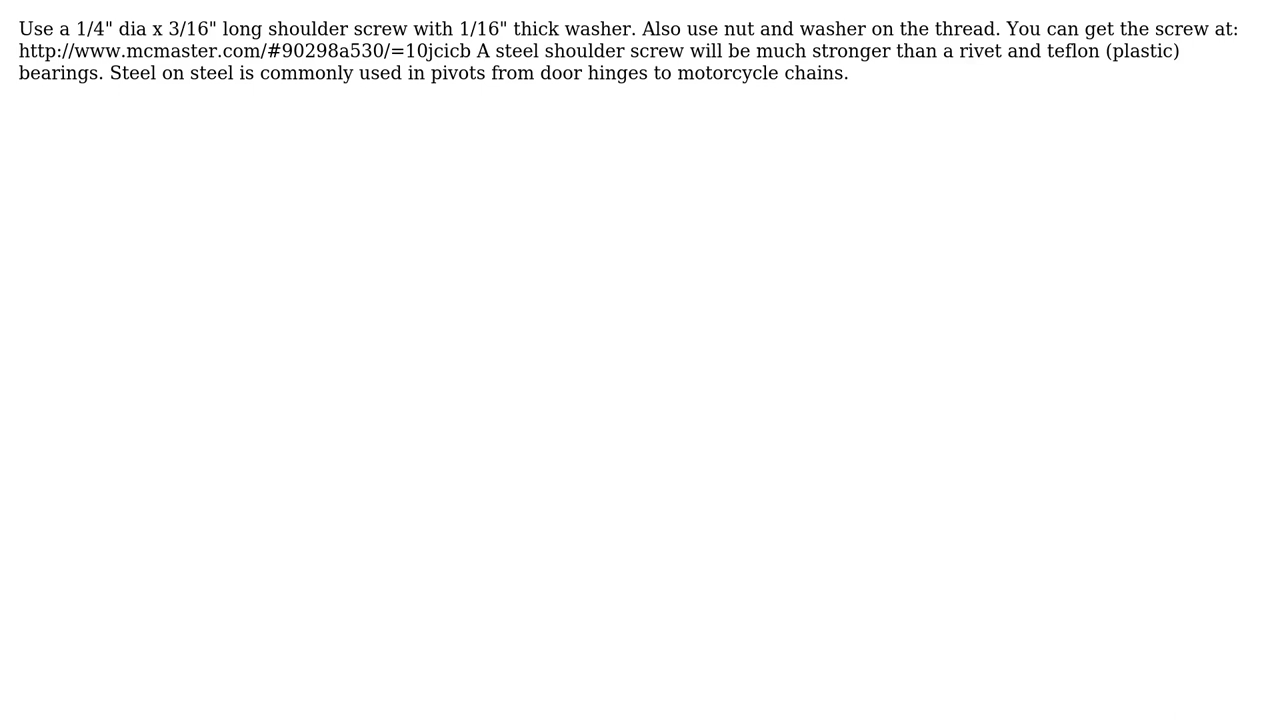 Use a 1/4" dia x 3/16" long shoulder screw with 1/16" thick washer. Also use nut and washer on the thread. You can get the screw at:
http://www.mcmaster.com/#90298a530/=10jcicb A steel shoulder screw will be much stronger than a rivet and teflon (plastic)
bearings. Steel on steel is commonly used in pivots from door hinges to motorcycle chains.